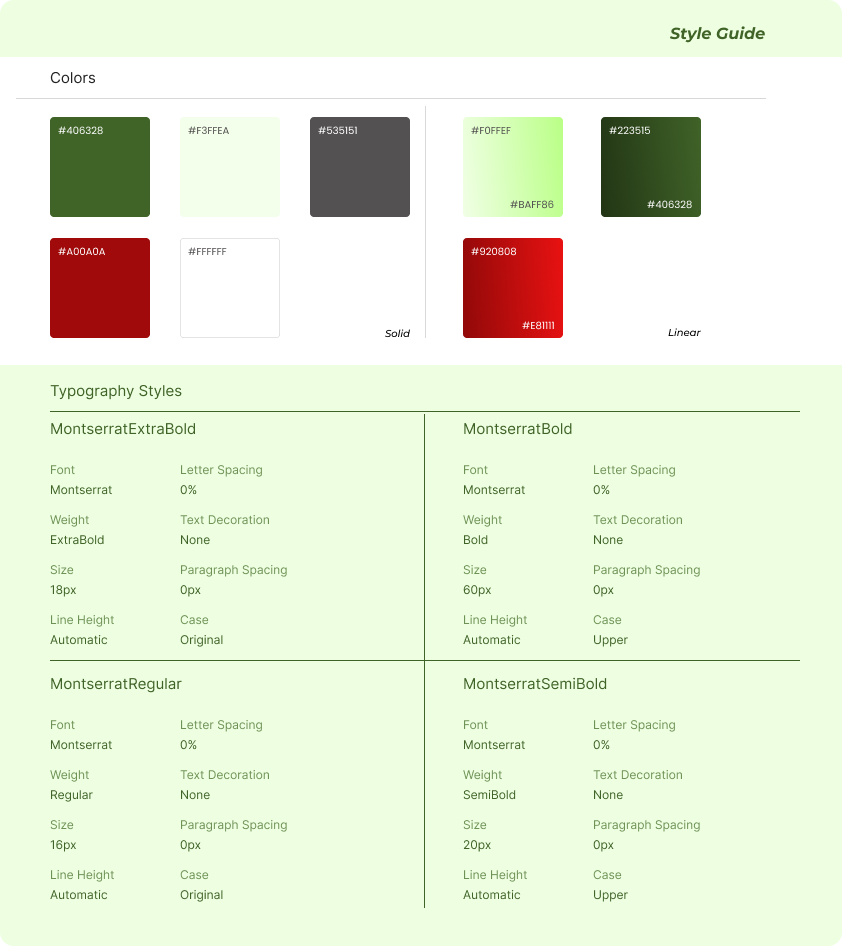 Style Guide
Colors
#406328
#F3FFEA
#535151
#F0FFEF
#BAFF86
#223515
#406328
#A00A0A
#FFFFFF
#920808
#E81111
Solid
Linear
Typography Styles
MontserratExtraBold
Font
Letter Spacing
Montserrat
0%
Weight
Text Decoration
ExtraBold
None
Size
Paragraph Spacing
18px
0px
Line Height
Case
Automatic
Original
MontserratBold
Font
Letter Spacing
Montserrat
0%
Weight
Text Decoration
Bold
None
Size
Paragraph Spacing
60px
0px
Line Height
Case
Automatic
Upper
MontserratRegular
Font
Letter Spacing
Montserrat
0%
Weight
Text Decoration
Regular
None
Size
Paragraph Spacing
16px
0px
Line Height
Case
Automatic
Original
MontserratSemiBold
Font
Letter Spacing
Montserrat
0%
Weight
Text Decoration
SemiBold
None
Size
Paragraph Spacing
20px
0px
Line Height
Case
Automatic
Upper